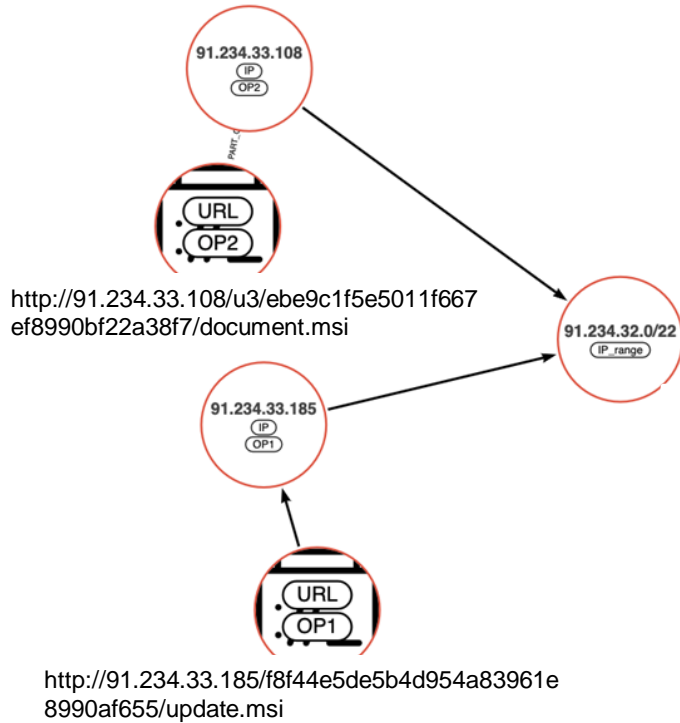 91.234.33.108
IP
OP2
URL
OP2
http://91.234.33.108/u3/ebe9c1f5e5011f667
ef8990bf22a38f7/document.msi
91.234.32.0/22
IP_range
91.234.33.185
IP
OP1
URL
OP1
http://91.234.33.185/f8f44e5de5b4d954a83961e
8990af655/update.msi